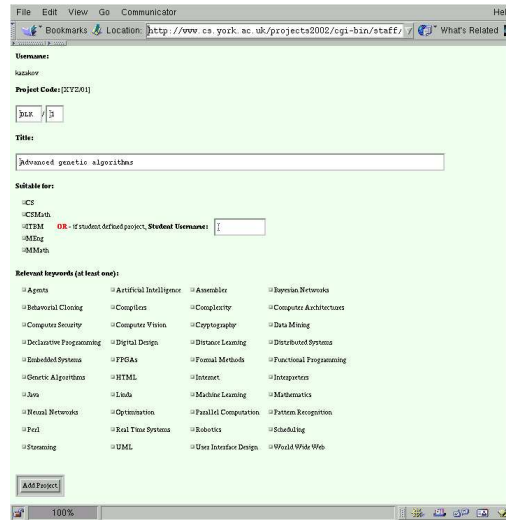 File Edit View Go Communicator Hel
Bookmarks Location: http://www.cs.york.ac.uk/projects2002/cgi-bin/staff/ What's Related
Username:
kazakov
Project Code: [XYZ/01]
DLK / 3
Title:
Advanced genetic algorithms
Suitable for:
CS
CSMath
ITBM OR - if student defined project, Student Username:
MEng
MMath
Relevant keywords (at least one):
Agents Artificial Intelligence Assembler Bayesian Networks
Behavorial Cloning Compilers Complexity Computer Architectures
Computer Security Computer Vision Cryptography Data Mining
Declarative Programming Digital Design Distance Learning Distributed Systems
Embedded Systems FPGAs Formal Methods Functional Programming
Genetic Algorithms HTML Internet Interpreters
Java Linda Machine Learning Mathematics
Neural Networks Optimisation Parallel Computation Pattern Recognition
Perl Real Time Systems Robotics Scheduling
Streaming UML User Interface Design World Wide Web
Add Project
100%